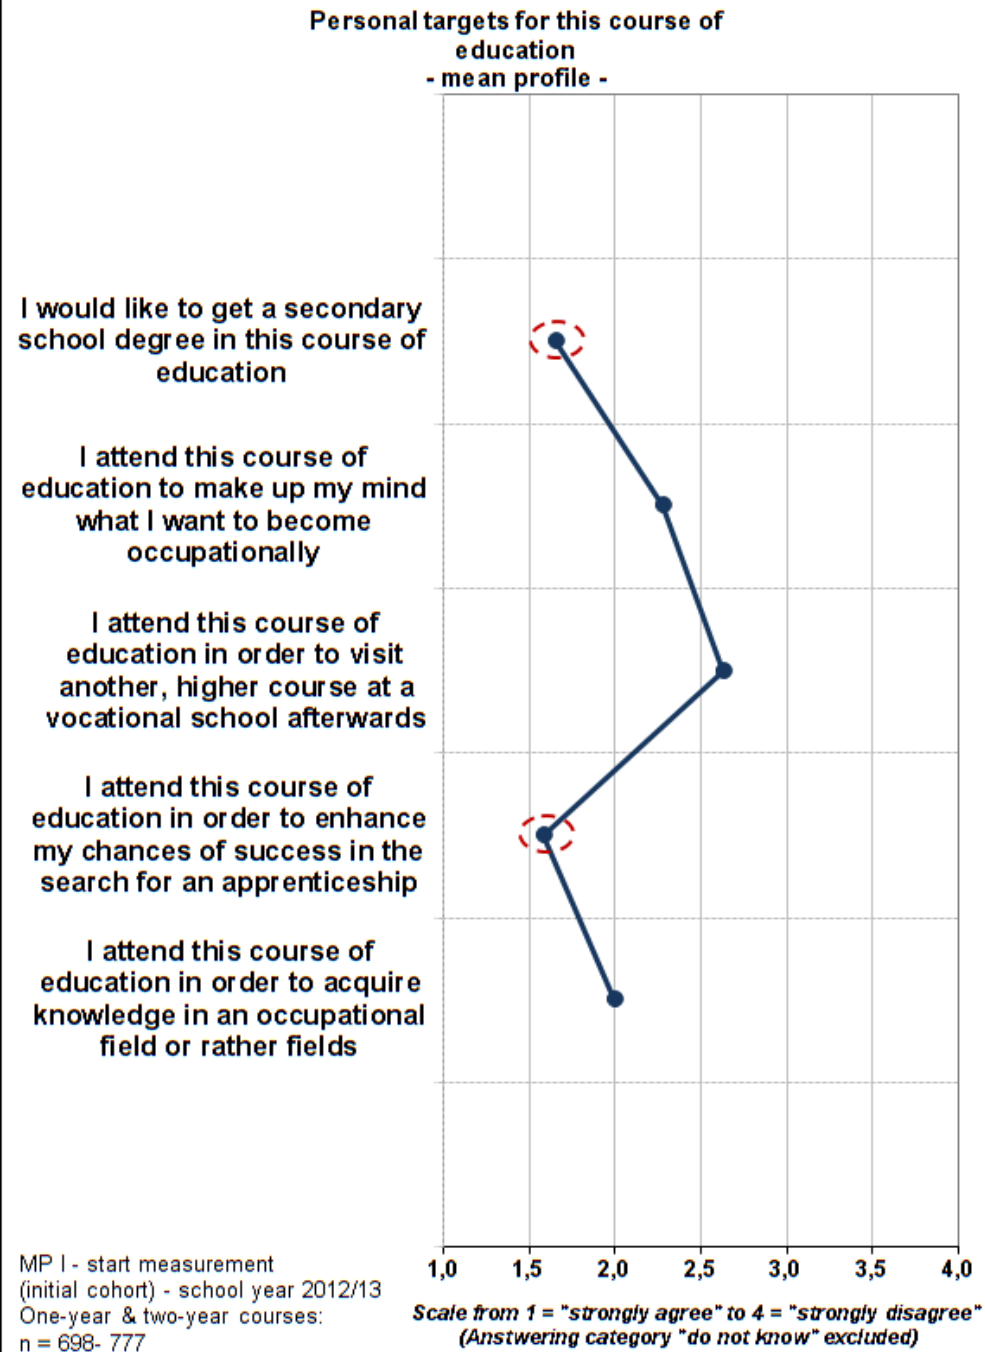 Personal targets for this course of
education
- mean profile -
I would like to get a secondary
school degree in this course of
education
I attend this course of
education to make up my mind
what I want to become
occupationally
I attend this course of
education in order to visit
another, higher course at a
vocational school afterwards
I attend this course of
education in order to enhance
my chances of success in the
search for an apprenticeship
I attend this course of
education in order to acquire
knowledge in an occupational
field or rather fields
1,0 1,5 2,0 2,5 3,0 3,5 4,0
MP I - start measurement
(initial cohort) - school year 2012/13
One-year & two-year courses:
n = 698- 777
Scale from 1 = "strongly agree" to 4 = "strongly disagree"
(Anstwering category "do not know" excluded)